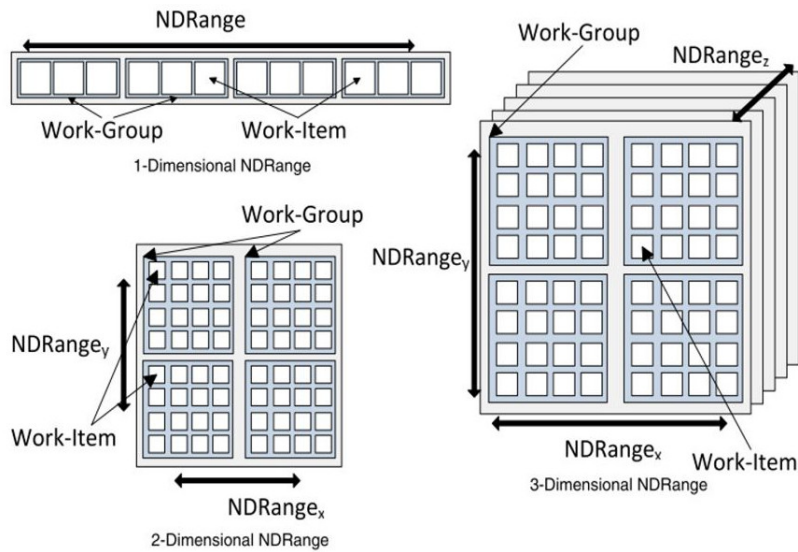 NDRange
Work-Group
Work-Item
1-Dimensional NDRange
Work-Group
NDRangey
Work-Item
NDRangex
2-Dimensional NDRange
Work-Group
NDRangez
NDRangey
NDRangex
Work-Item
3-Dimensional NDRange